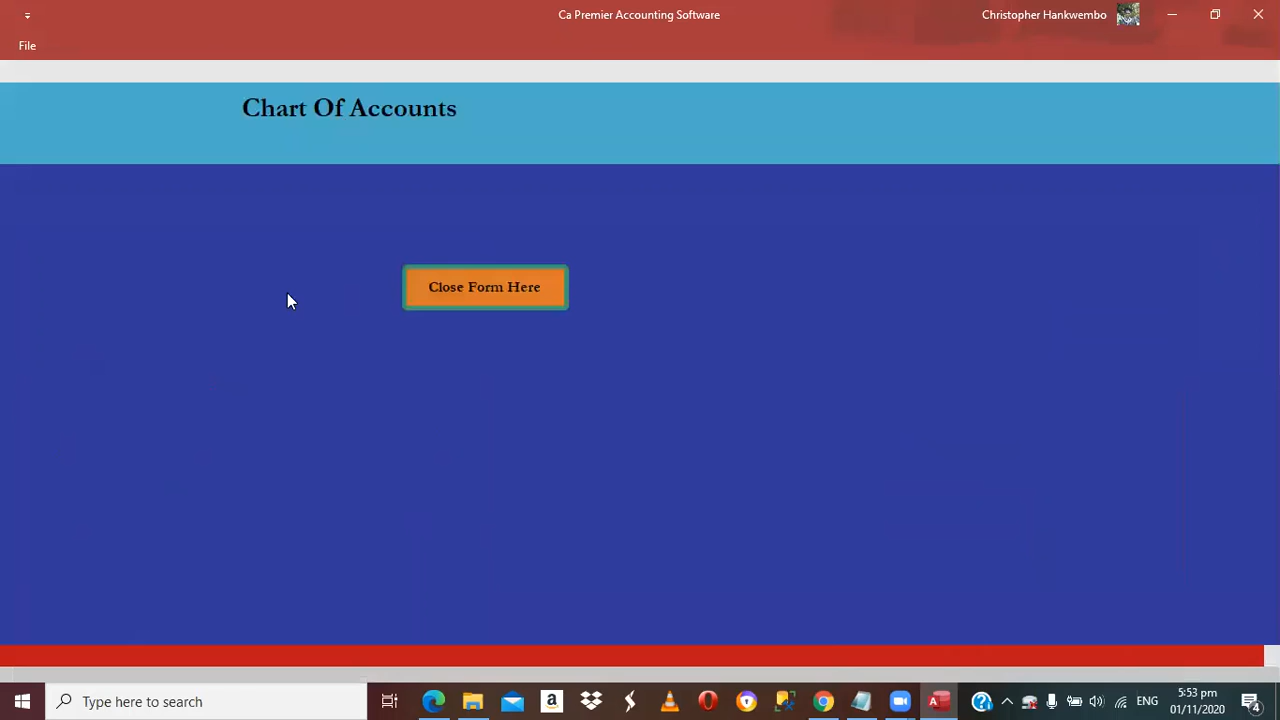 Ca Premier Accounting Software
Christopher Hankwembo
File
Chart Of Accounts
Close Form Here
Type here to search
a
A
?
ENG
5:53 pm
01/11/2020
4